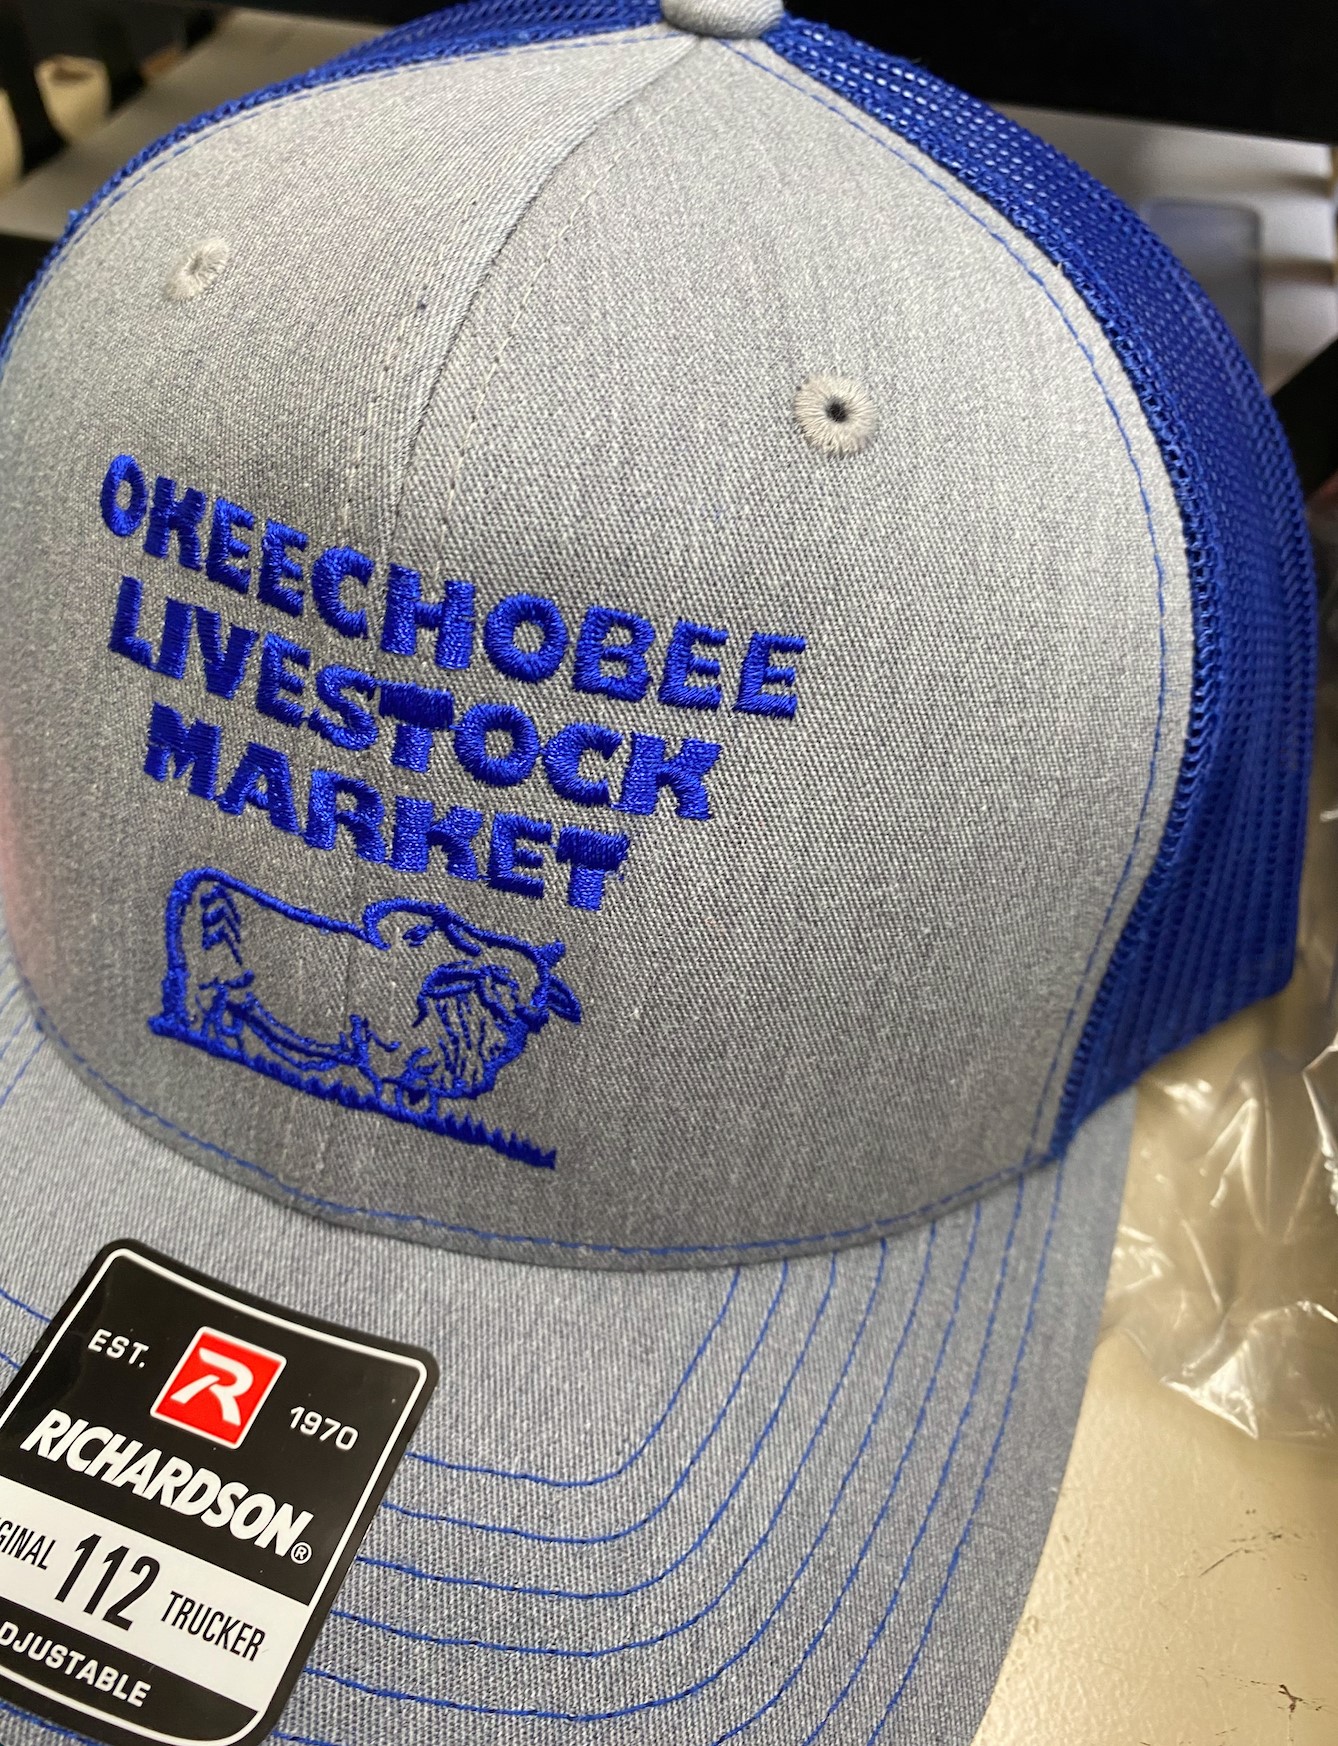 OKEECHOBEE
LIVESTOCK
MARKET
EST. R 1970
RICHARDSON®
112 TRUCKER